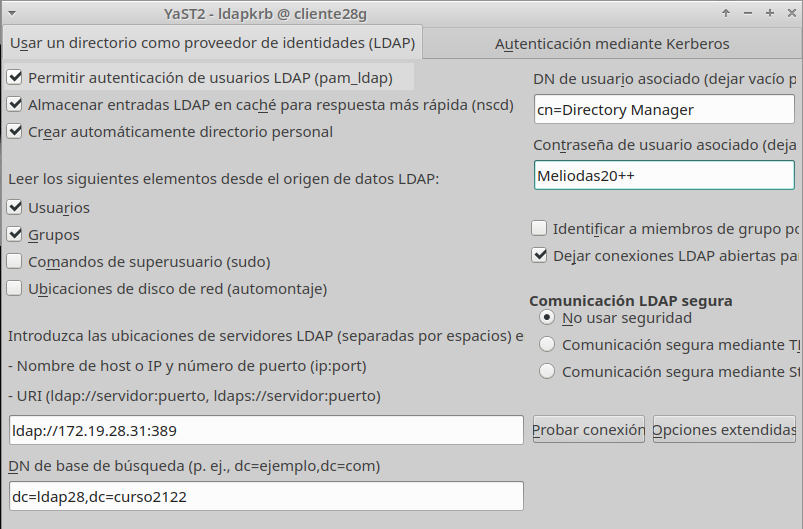 YaST2 - ldapkrb @ cliente28g
Usar un directorio como proveedor de identidades (LDAP)
Autenticación mediante Kerberos
Permitir autenticación de usuarios LDAP (pam_ldap)
Almacenar entradas LDAP en caché para respuesta más rápida (nscd)
Crear automáticamente directorio personal
Leer los siguientes elementos desde el origen de datos LDAP:
Usuarios
Grupos
Comandos de superusuario (sudo)
Ubicaciones de disco de red (automontaje)
Introduzca las ubicaciones de servidores LDAP (separadas por espacios) e
- Nombre de host o IP y número de puerto (ip:port)
- URI (ldap://servidor:puerto, ldaps://servidor:puerto)
ldap://172.19.28.31:389
DN de base de búsqueda (p. ej., dc=ejemplo,dc=com)
dc=ldap28,dc=curso2122
DN de usuario asociado (dejar vacío p
cn=Directory Manager
Contraseña de usuario asociado (deja
Meliodas20++
Identificar a miembros de grupo po
Dejar conexiones LDAP abiertas pa
Comunicación LDAP segura
No usar seguridad
Comunicación segura mediante TL
Comunicación segura mediante St
Probar conexión
Opciones extendidas